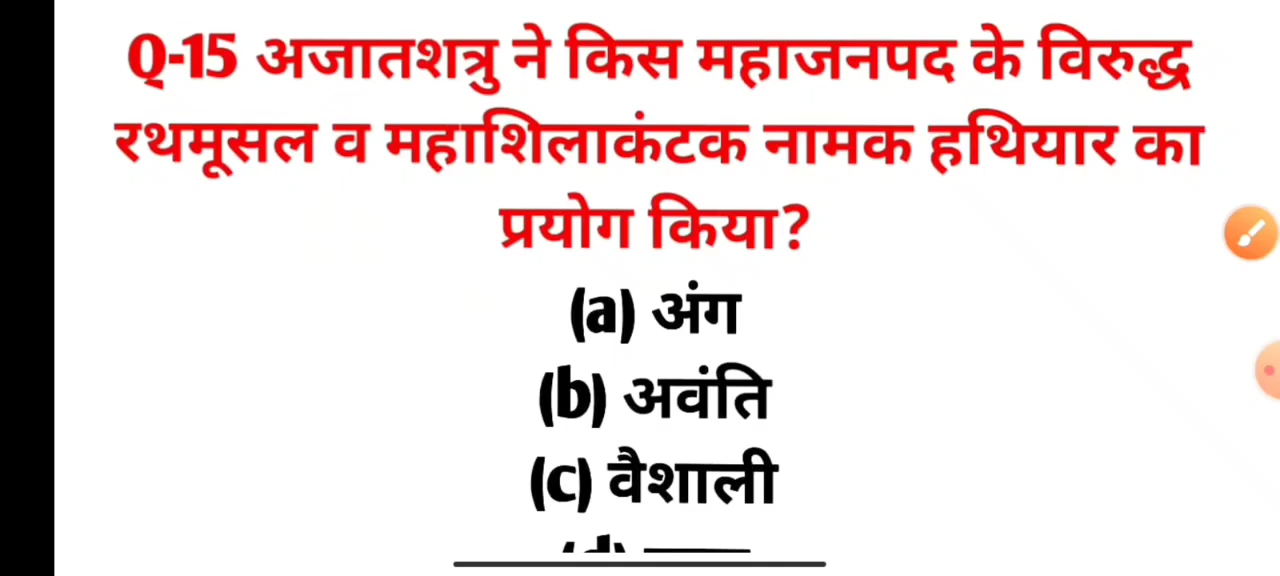 Q-15 अजातशत्रु ने किस महाजनपद के विरुद्ध
रथमूसल व महाशिलाकंटक नामक हथियार का
प्रयोग किया?
(a) अंग
(b) अवंति
(c) वैशाली